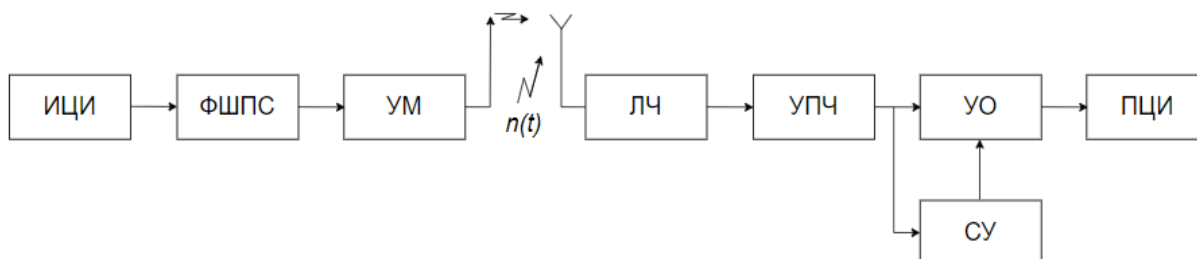 ИЦИ
ФШПС
УМ
n(t)
ЛЧ
УПЧ
УО
ПЦИ
СУ